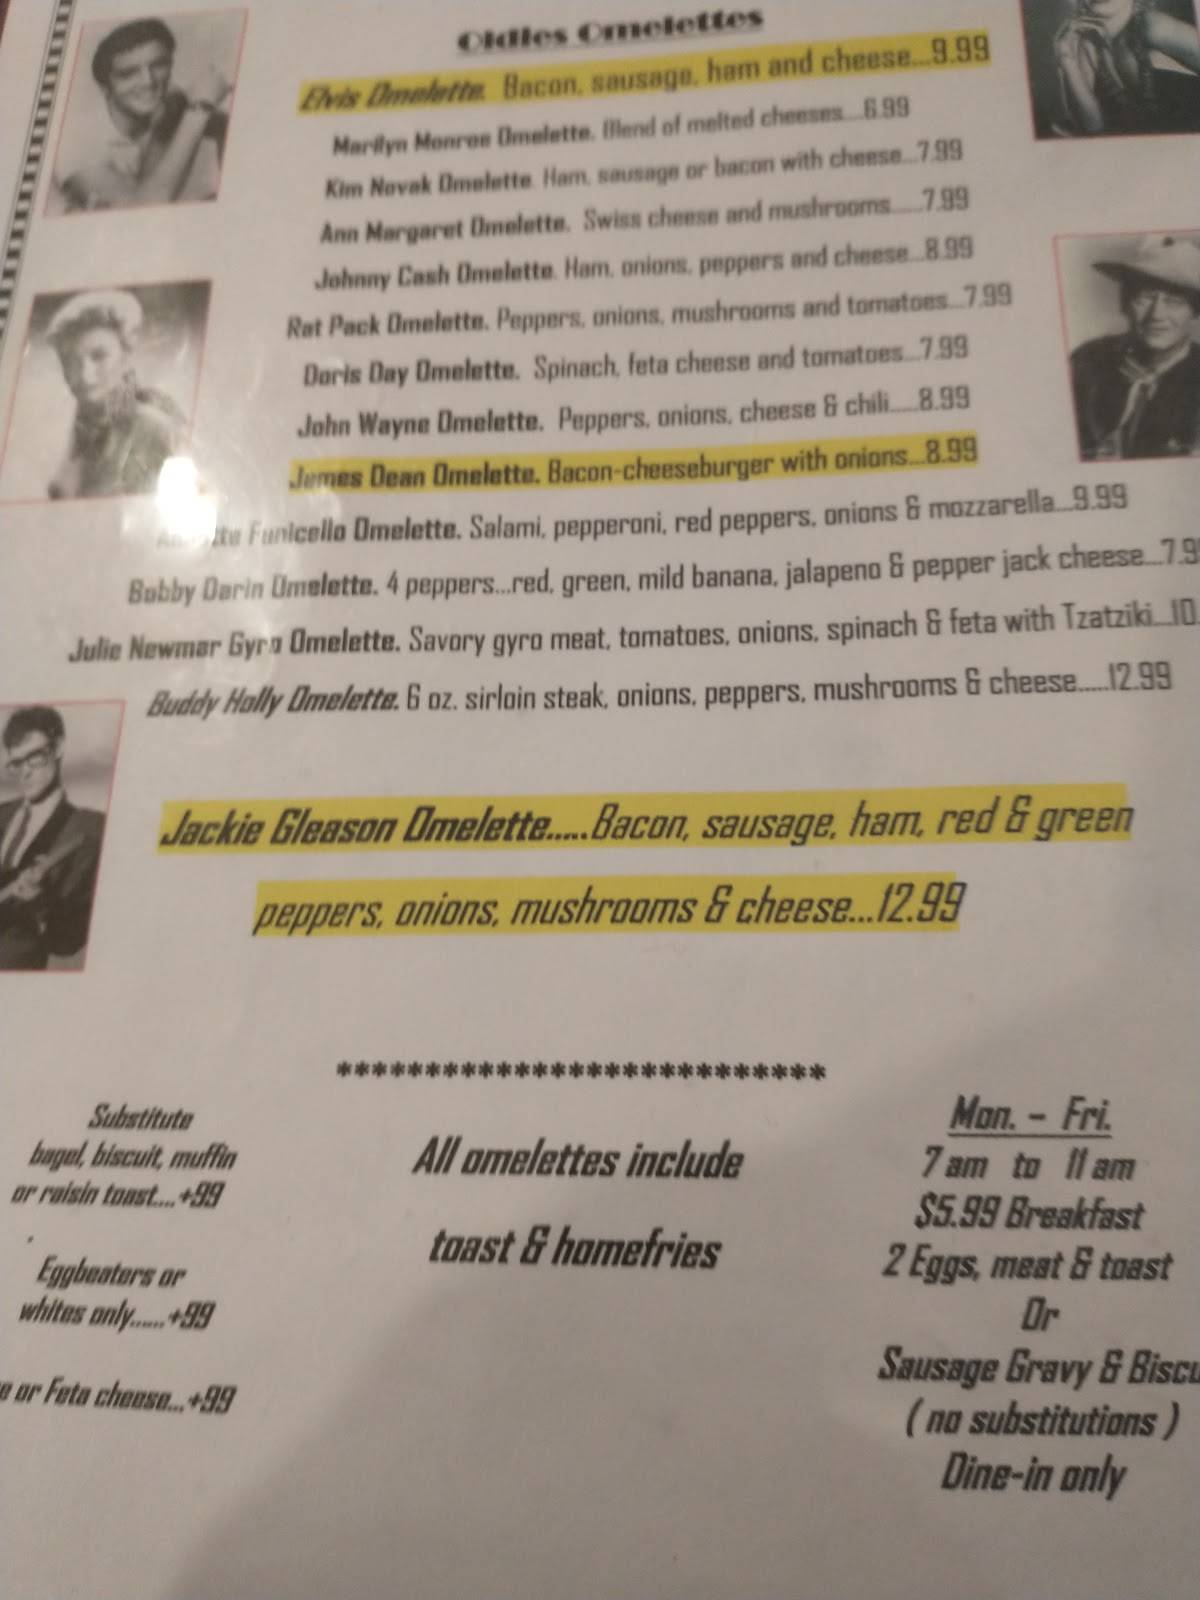 Oldies Omelettes
Elvis Omelette. Bacon, sausage, ham and cheese...9.99
Marilyn Monroe Omelette. Blend of melted cheeses....6.99
Kim Novak Omelette. Ham, sausage or bacon with cheese...7.99
Ann Margaret Omelette. Swiss cheese and mushrooms......7.99
Johnny Cash Omelette. Ham, onions, peppers and cheese...8.99
Rat Pack Omelette. Peppers, onions, mushrooms and tomatoes...7.99
Doris Day Omelette. Spinach, feta cheese and tomatoes...7.99
John Wayne Omelette. Peppers, onions, cheese & chili.....8.99
James Dean Omelette. Bacon-cheeseburger with onions...8.99
Funicello Omelette. Salami, pepperoni, red peppers, onions & mozzarella...9.99
Bobby Darin Omelette. 4 peppers...red, green, mild banana, jalapeno & pepper jack cheese...7.9
Julie Newmar Gyro Omelette. Savory gyro meat, tomatoes, onions, spinach & feta with Tzatziki...10.
Buddy Holly Omelette. 6 oz. sirloin steak, onions, peppers, mushrooms & cheese.....12.99
Jackie Gleason Omelette.....Bacon, sausage, ham, red & green
peppers, onions, mushrooms & cheese...12.99
****************************
Substitute
bagel, biscuit, muffin
or raisin toast....+99
Eggbeaters or
whites only......+99
or Feta cheese...+99
All omelettes include
toast & homefries
Mon. - Fri.
7 am to 11 am
$5.99 Breakfast
2 Eggs, meat & toast
Or
Sausage Gravy & Biscu
( no substitutions )
Dine-in only